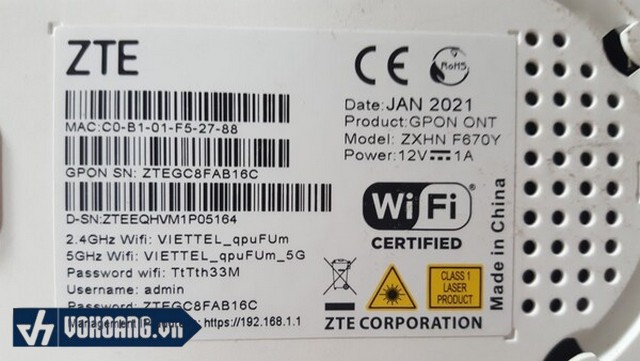 ZTE
CE
RoHS
Date: JAN 2021
Product: GPON ONT
Model: ZXHN F670Y
Power: 12V 1A
MAC:C0-B1-01-F5-27-88
GPON SN: ZTEGC8FAB16C
D-SN:ZTEEQHVM1P05164
2.4GHz Wifi: VIETTEL_qpuFUm
5GHz Wifi: VIETTEL_qpuFUm_5G
Password wifi: TtTth33M
Username: admin
Password: ZTEGC8FAB16C
https://192.168.1.1
Wi Fi
CERTIFIED
CLASS 1
LASER
PRODUCT
ZTE CORPORATION
Made in China
VOHOANG.VN